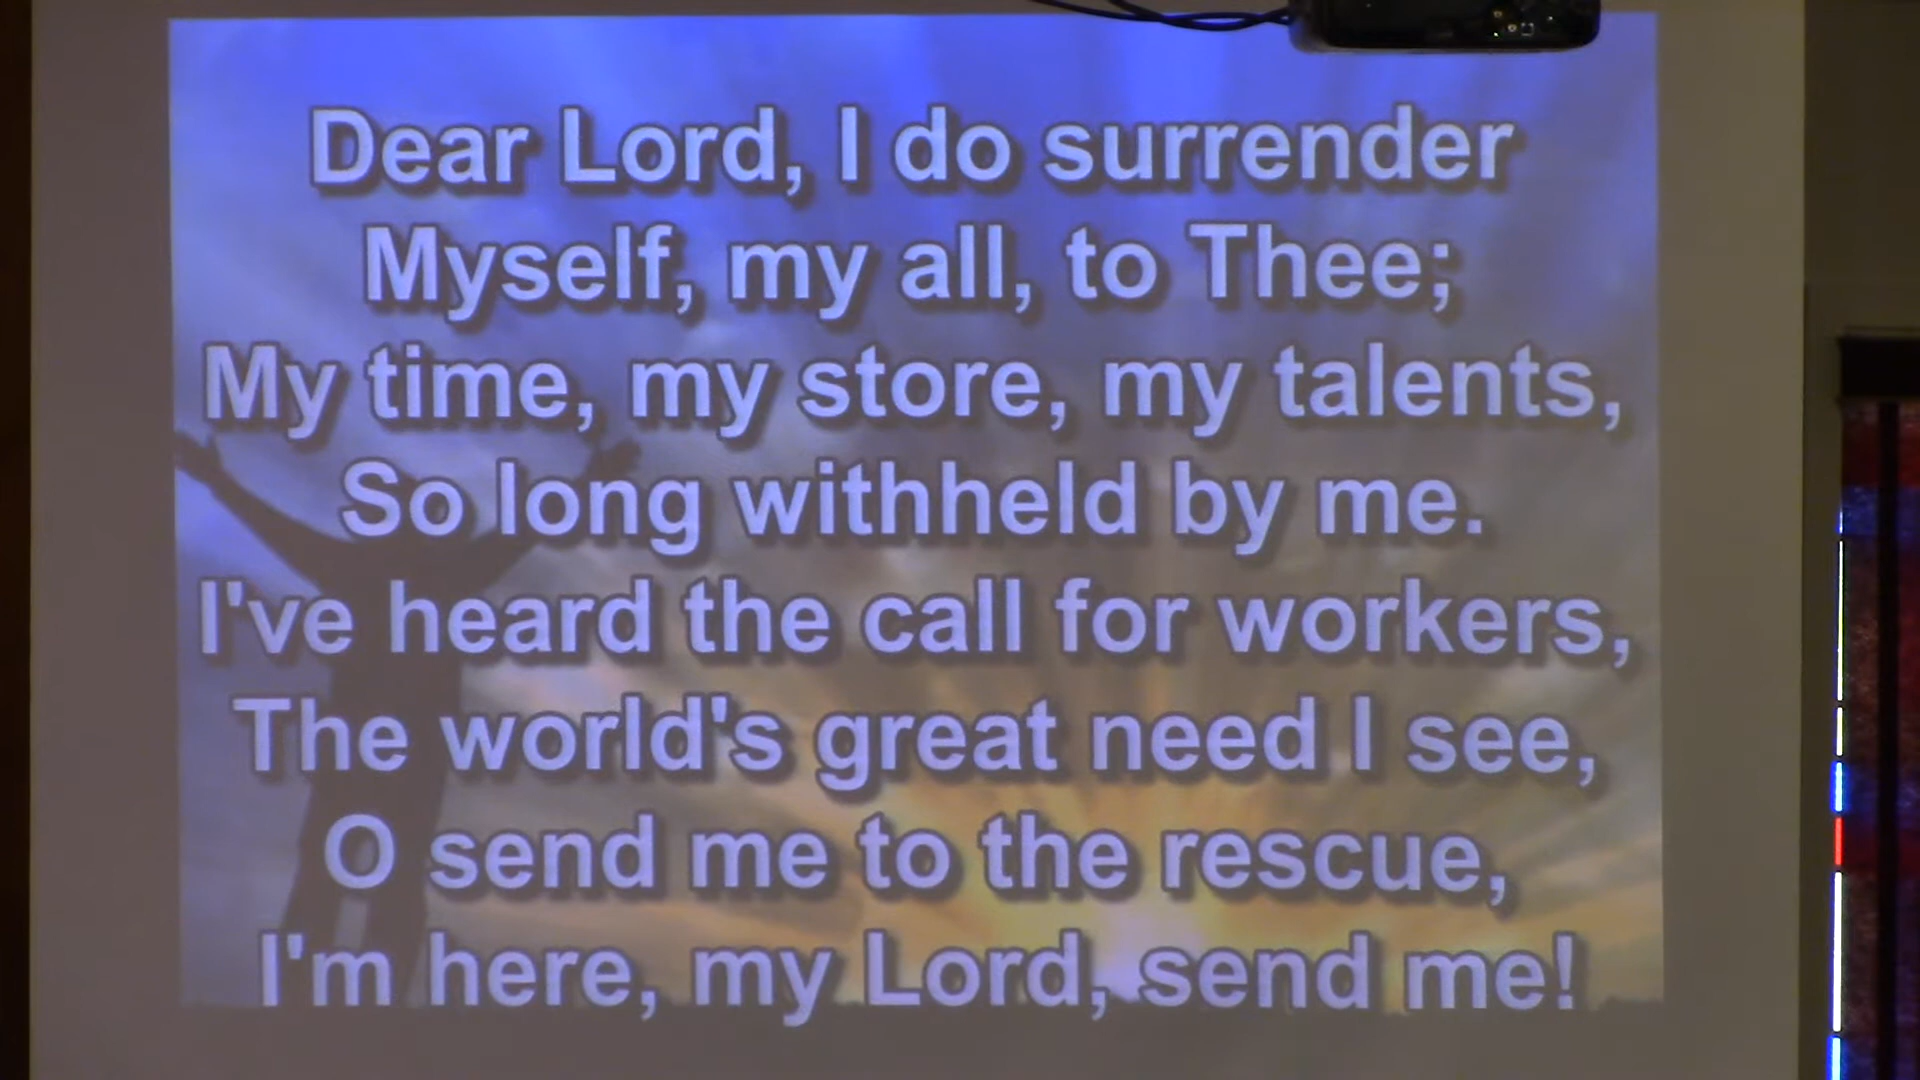 Dear Lord, I do surrender
Myself, my all, to Thee;
My time, my store, my talents,
So long withheld by me.
I've heard the call for workers,
The world's great need I see,
O send me to the rescue,
I'm here, my Lord, send me!